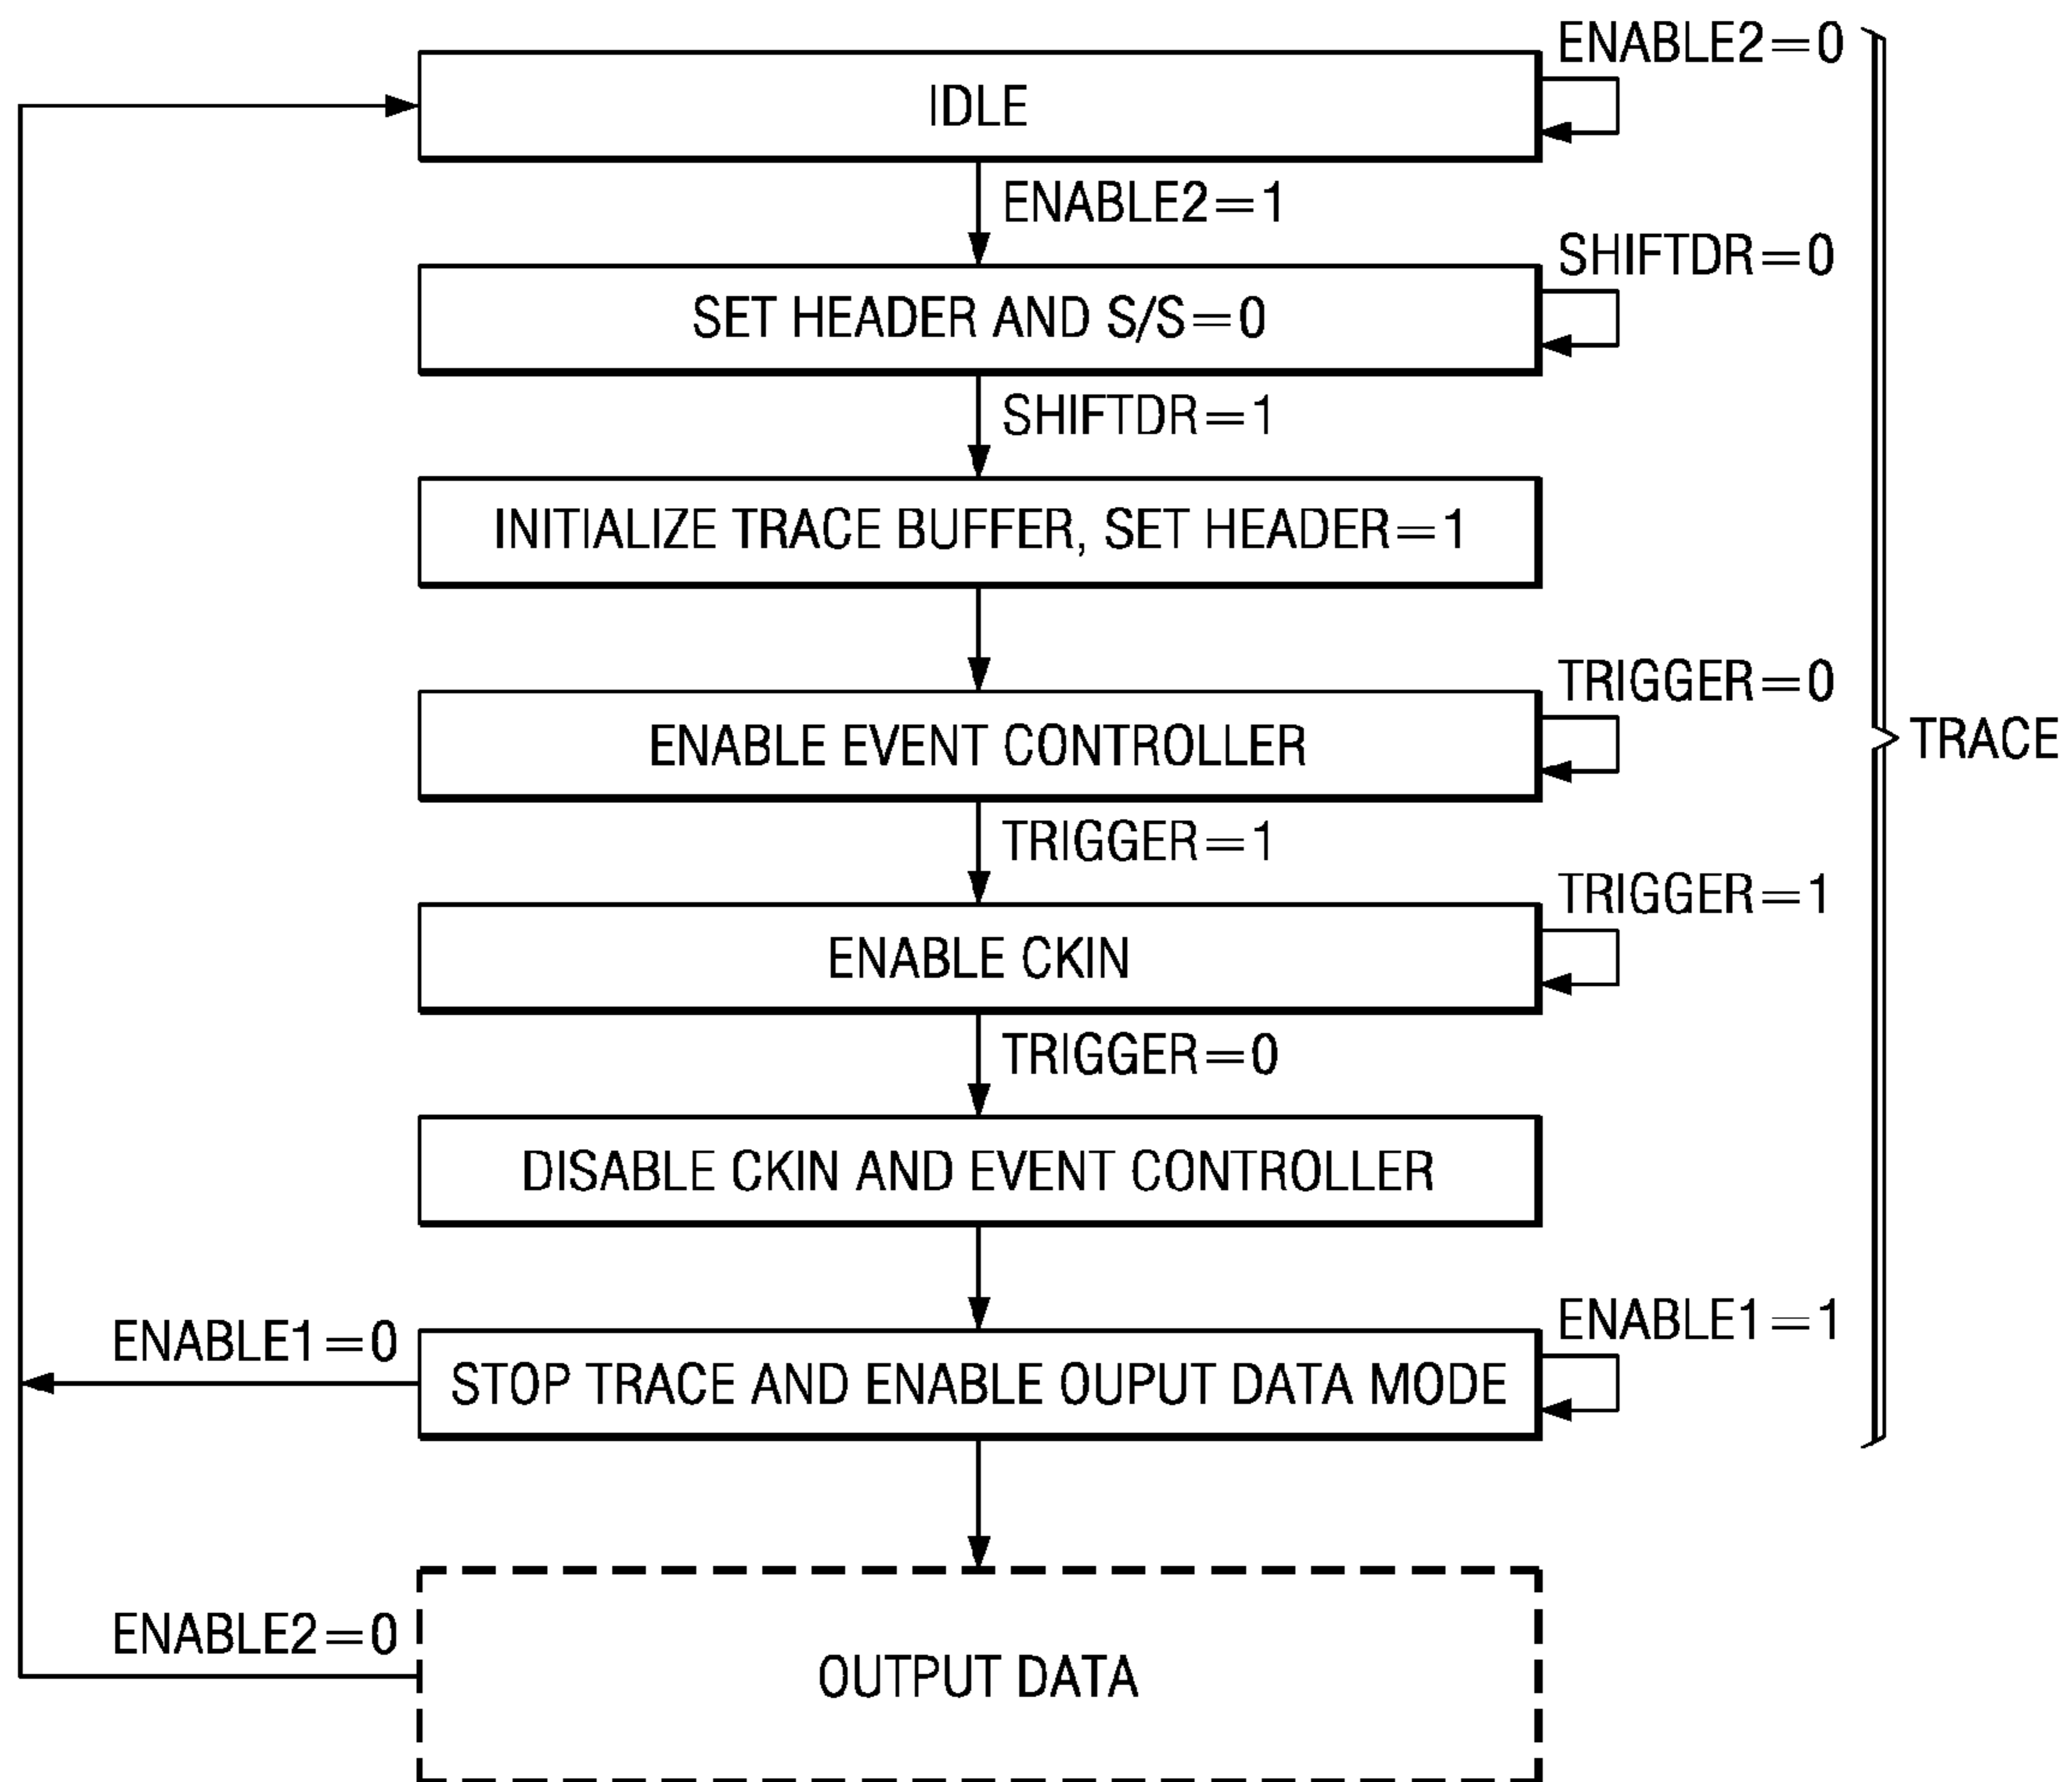 ENABLE2=0
IDLE
ENABLE2=1
SHIFTDR=0
SET HEADER AND S/S=0
SHIFTDR=1
INITIALIZE TRACE BUFFER, SET HEADER=1
TRIGGER=0
ENABLE EVENT CONTROLLER
TRACE
TRIGGER=1
TRIGGER=1
ENABLE CKIN
TRIGGER=0
DISABLE CKIN AND EVENT CONTROLLER
ENABLE1=1
ENABLE1=0
STOP TRACE AND ENABLE OUPUT DATA MODE
ENABLE2=0
OUTPUT DATA